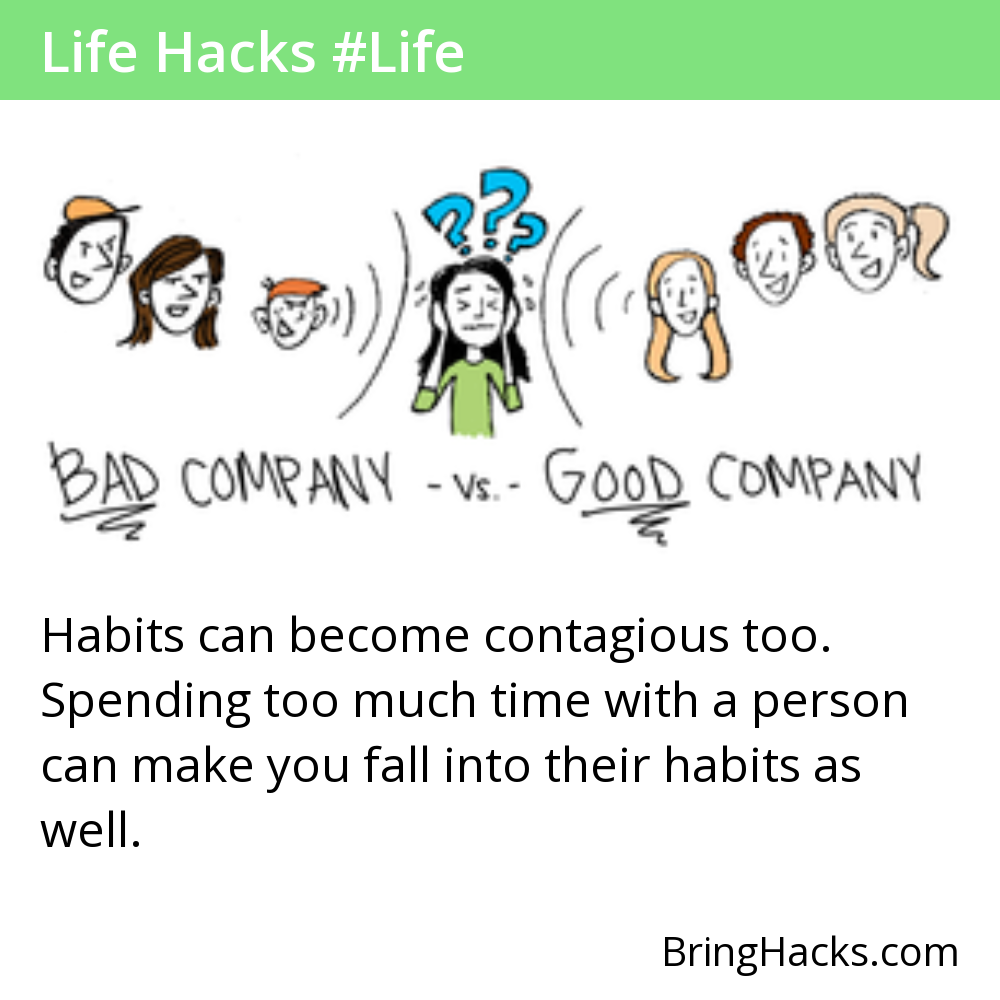 Life Hacks #Life
???
BAD COMPANY - Vs. - GOOD COMPANY
Habits can become contagious too.
Spending too much time with a person
can make you fall into their habits as
well.
BringHacks.com